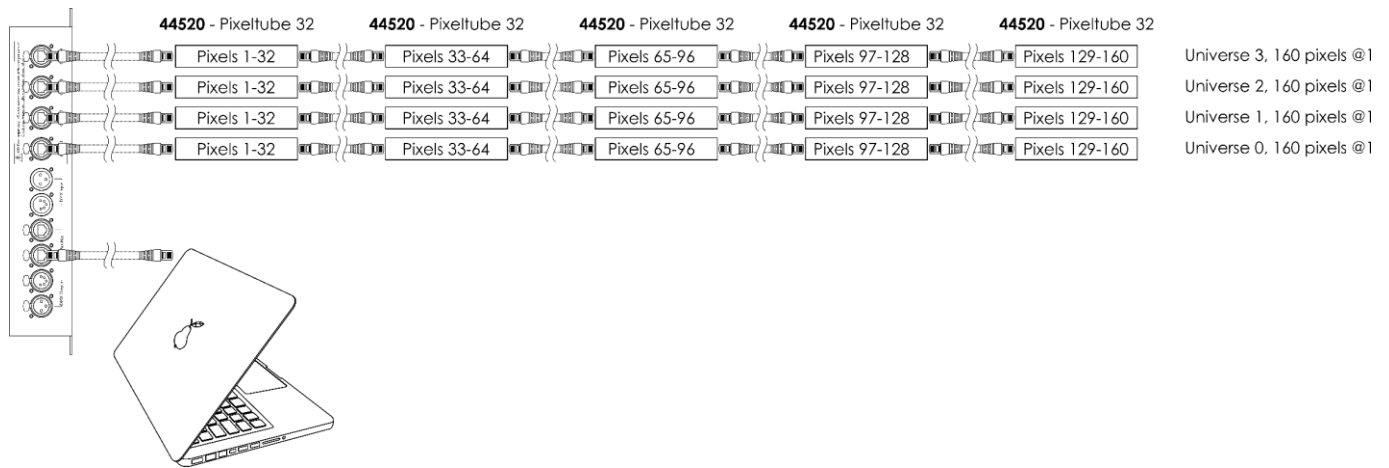 44520 - Pixeltube 32 44520 - Pixeltube 32 44520 - Pixeltube 32 44520 - Pixeltube 32 44520 - Pixeltube 32
Pixels 1-32 Pixels 33-64 Pixels 65-96 Pixels 97-128 Pixels 129-160 Universe 3, 160 pixels @1
Pixels 1-32 Pixels 33-64 Pixels 65-96 Pixels 97-128 Pixels 129-160 Universe 2, 160 pixels @1
Pixels 1-32 Pixels 33-64 Pixels 65-96 Pixels 97-128 Pixels 129-160 Universe 1, 160 pixels @1
Pixels 1-32 Pixels 33-64 Pixels 65-96 Pixels 97-128 Pixels 129-160 Universe 0, 160 pixels @1